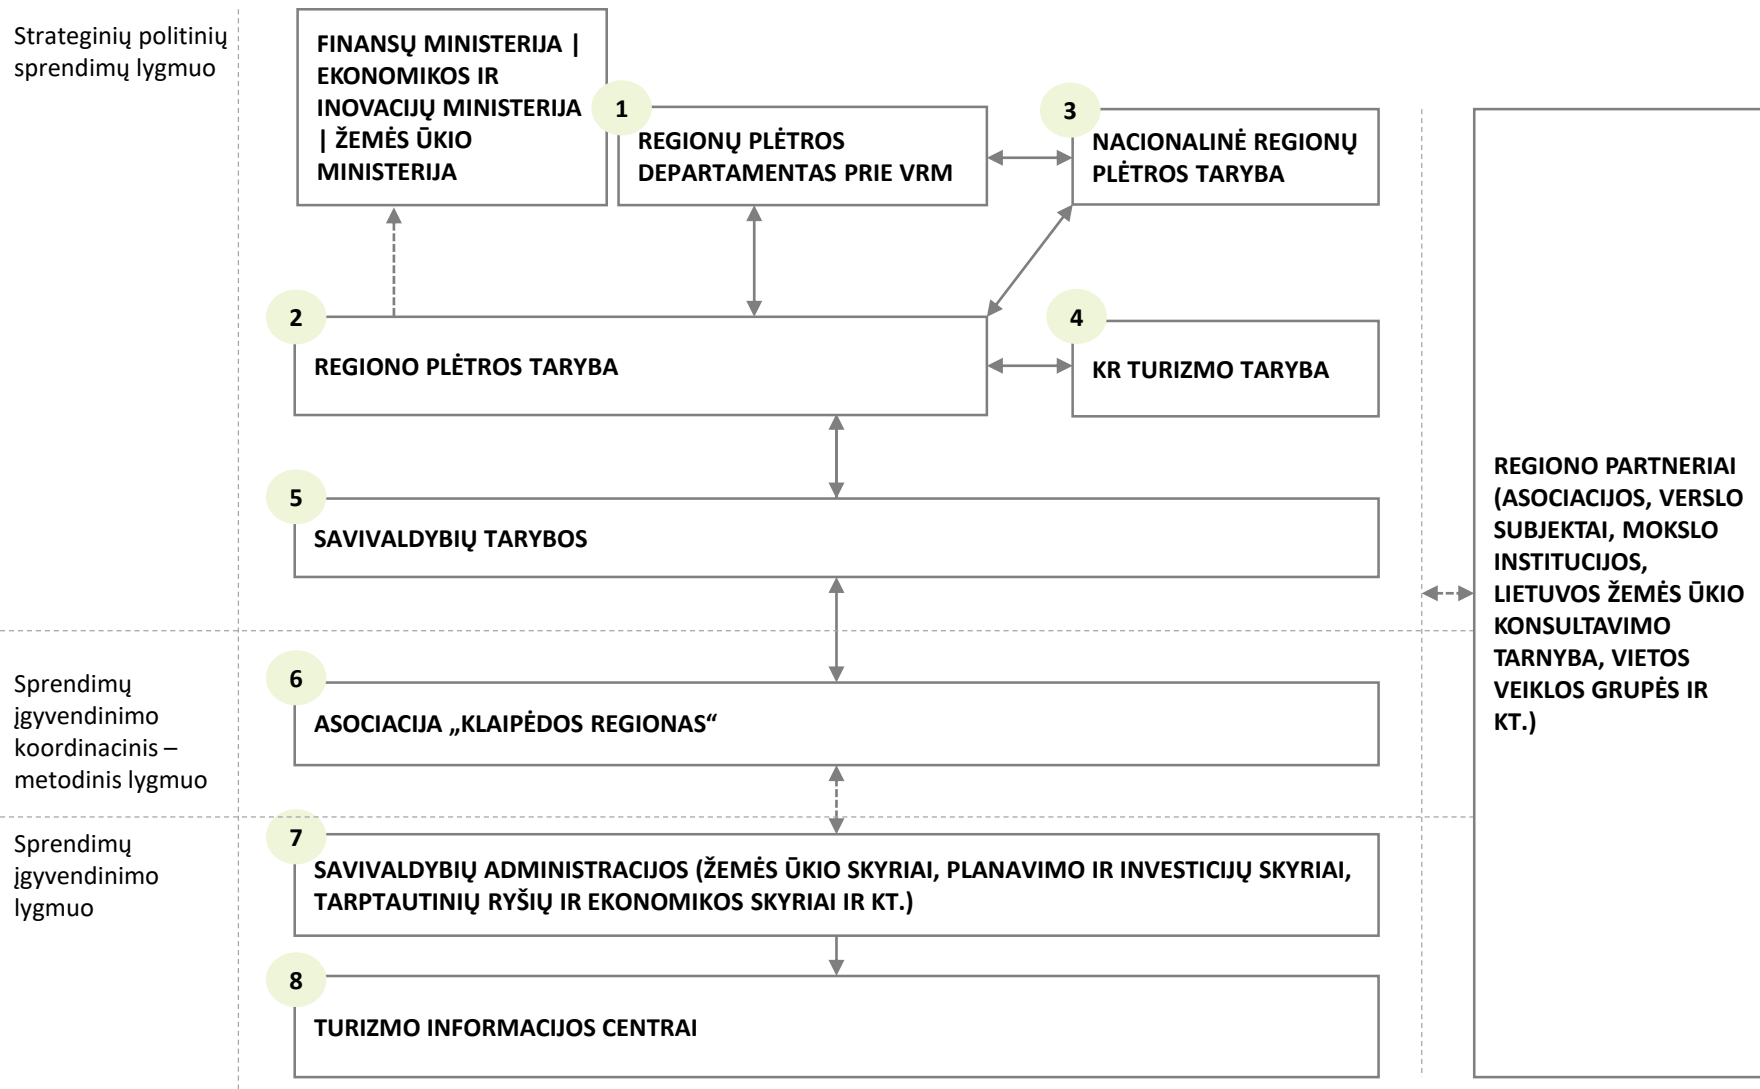 Strateginių politinių
sprendimų lygmuo
FINANSŲ MINISTERIJA |
EKONOMIKOS IR
INOVACIJŲ MINISTERIJA
| ŽEMĖS ŪKIO
MINISTERIJA
1
REGIONŲ PLĖTROS
DEPARTAMENTAS PRIE VRM
3
NACIONALINĖ REGIONŲ
PLĖTROS TARYBA
2
REGIONO PLĖTROS TARYBA
4
KR TURIZMO TARYBA
5
SAVIVALDYBIŲ TARYBOS
REGIONO PARTNERIAI
(ASOCIACIJOS, VERSLO
SUBJEKTAI, MOKSLO
INSTITUCIJOS,
LIETUVOS ŽEMĖS ŪKIO
KONSULTAVIMO
TARNYBA, VIETOS
VEIKLOS GRUPĖS IR
KT.)
Sprendimų
įgyvendinimo
koordinacinis –
metodinis lygmuo
6
ASOCIACIJA „KLAIPĖDOS REGIONAS“
Sprendimų
įgyvendinimo
lygmuo
7
SAVIVALDYBIŲ ADMINISTRACIJOS (ŽEMĖS ŪKIO SKYRIAI, PLANAVIMO IR INVESTICIJŲ SKYRIAI,
TARPTAUTINIŲ RYŠIŲ IR EKONOMIKOS SKYRIAI IR KT.)
8
TURIZMO INFORMACIJOS CENTRAI